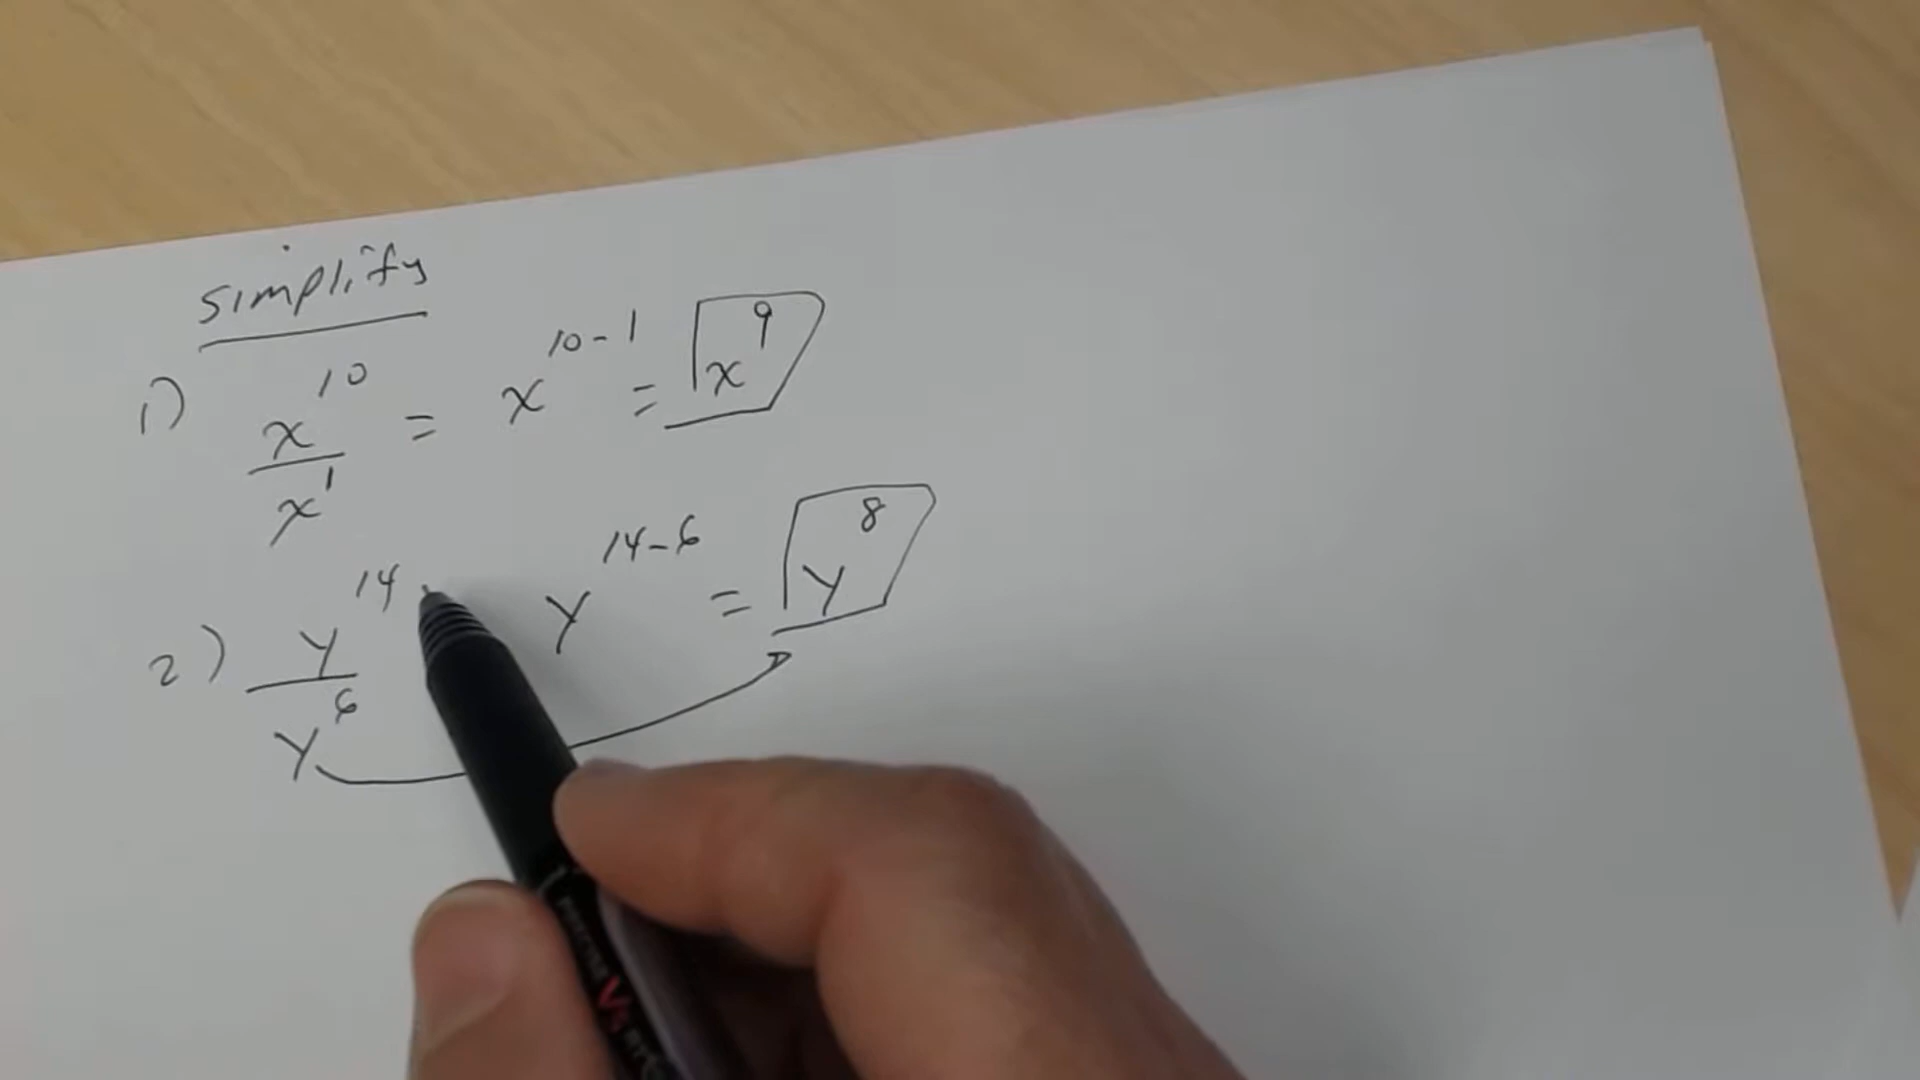 simplify
1) x^10/x^1 = x^10-1 = x^9
2) y^14/y^6 y^14-6 = y^8